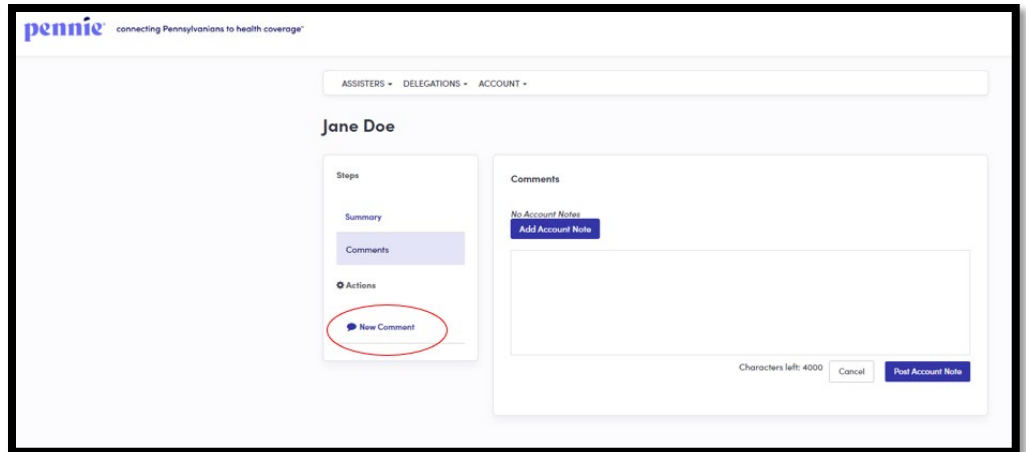 pennie connecting Pennsylvanians to health coverage™
ASSISTERS DELEGATIONS ACCOUNT
Jane Doe
Steps
Summary
Comments
Actions
New Comment
Comments
No Account Notes
Add Account Note
Characters left: 4000 Cancel Post Account Note